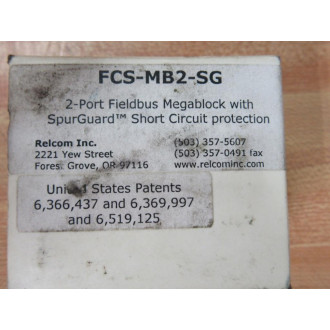 FCS-MB2-SG
2-Port Fieldbus Megablock with
SpurGuard™ Short Circuit protection
Relcom Inc. (503) 357-5607
2221 Yew Street (503) 357-0491 fax
Fores. Grove, OR 97116 www.relcominc.com
United States Patents
6,366,437 and 6,369,997
and 6,519,125